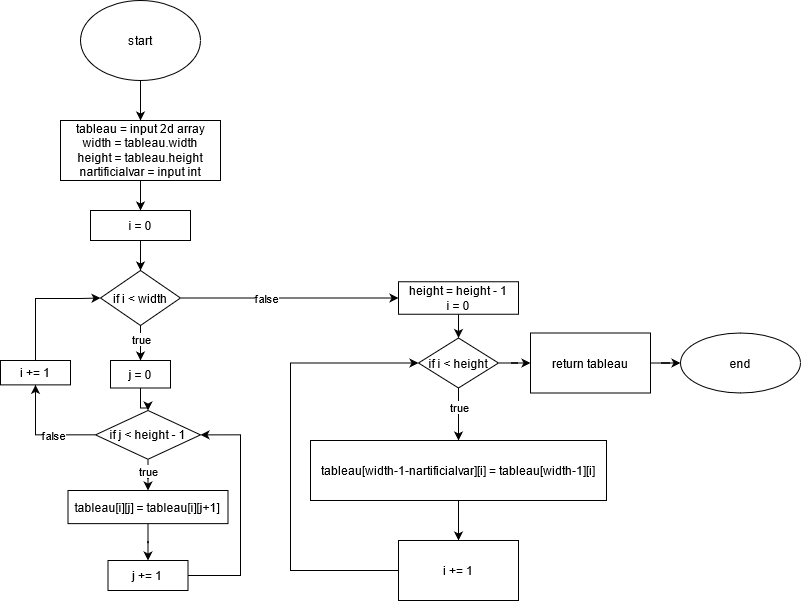 start
tableau = input 2d array
width = tableau.width
height = tableau.height
nartificialvar = input int
i = 0
if i < width
false
height = height - 1
i = 0
true
if i < height
return tableau
end
i += 1
j = 0
true
if j < height - 1
false
true
tableau[width-1-nartificialvar][i] = tableau[width-1][i]
tableau[i][j] = tableau[i][j+1]
j += 1
i += 1